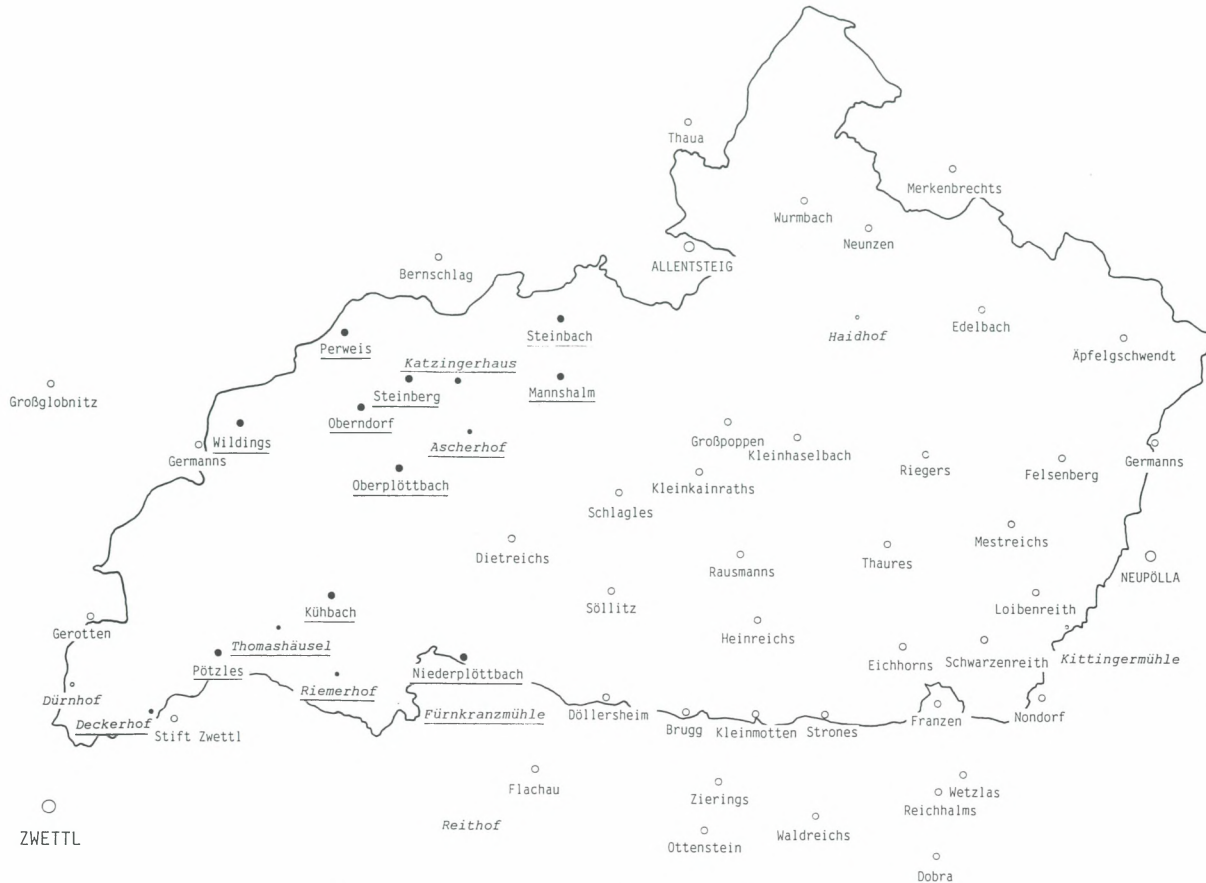 Thaua
Merkenbrechts
Wurmbach
Neunzen
ALLENTSTEIG
Bernschlag
Haidhof
Edelbach
Steinbach
Perweis
Äpfelgschwendt
Katzingerhaus
Großglobnitz
Steinberg
Mannshalm
Oberndorf
Wildings
Ascherhof
Großpoppen
Kleinhaselbach
Germanns
Riegers
Felsenberg
Germanns
Oberplöttbach
Kleinkainraths
Schlagles
Dietreichs
Mestreichs
Rausmanns
Thaures
NEUPÖLLA
Kühbach
Söllitz
Loibenreith
Gerotten
Thomashäusel
Heinreichs
Eichhorns
Schwarzenreith
Kittingermühle
Pötzles
Niederplöttbach
Riemerhof
Dürnhof
Deckerhof
Stift Zwettl
Fürnkranzmühle
Döllersheim
Brugg
Kleinmotten
Strones
Franzen
Nondorf
Flachau
Zierings
Wetzlas
Reichhalms
Reithof
Waldreichs
ZWETTL
Ottenstein
Dobra